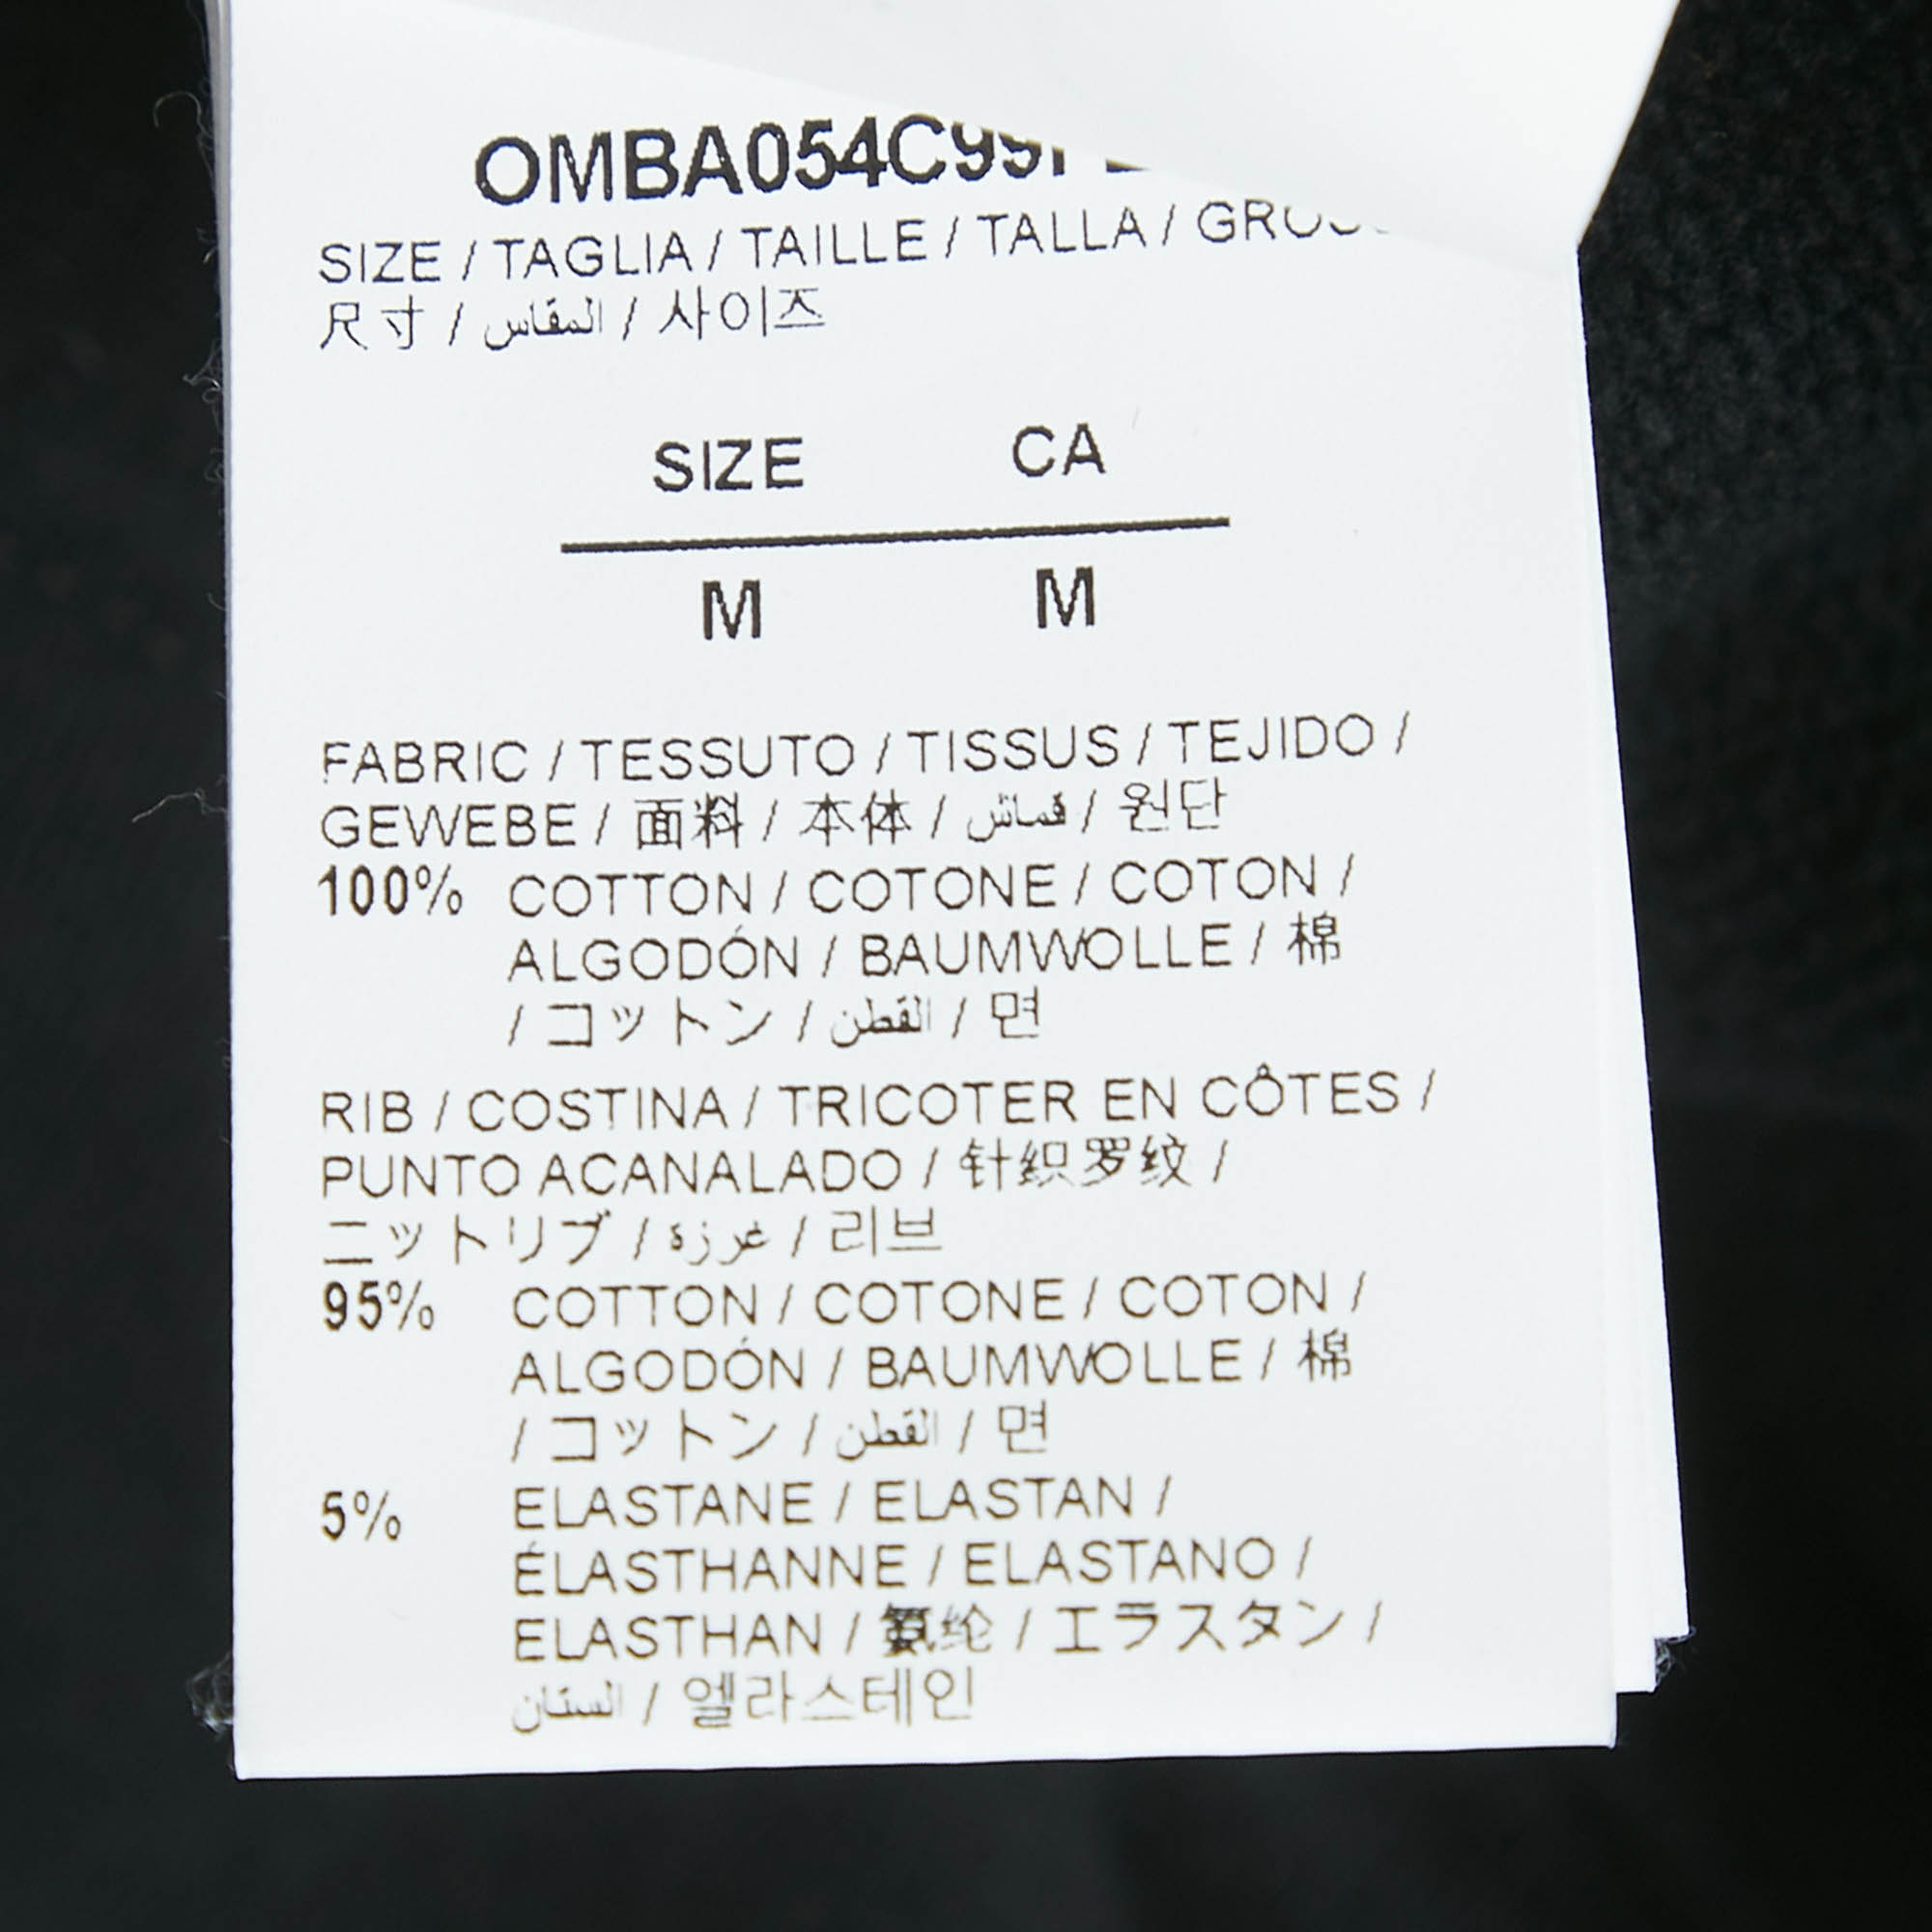 OMBA054C99
SIZE / TAGLIA / TAILLE / TALLA /
尺寸 / المقاس / 사이즈
SIZE CA
M M
FABRIC / TESSUTO / TISSUS / TEJIDO /
GEWEBE / 面料 / 本体 / قماش / 원단
100% COTTON / COTONE / COTON /
ALGODÓN / BAUMWOLLE / 棉
/ コットン / القطن / 면
RIB / COSTINA / TRICOTER EN CÔTES /
PUNTO ACANALADO / 针织罗纹 /
ニットリブ / غرزة / 리브
95% COTTON / COTONE / COTON /
ALGODÓN / BAUMWOLLE / 棉
/ コットン / القطن / 면
5% ELASTANE / ELASTAN /
ÉLASTHANNE / ELASTANO /
ELASTHAN / 氨纶 / エラスタン /
الستان / 엘라스테인